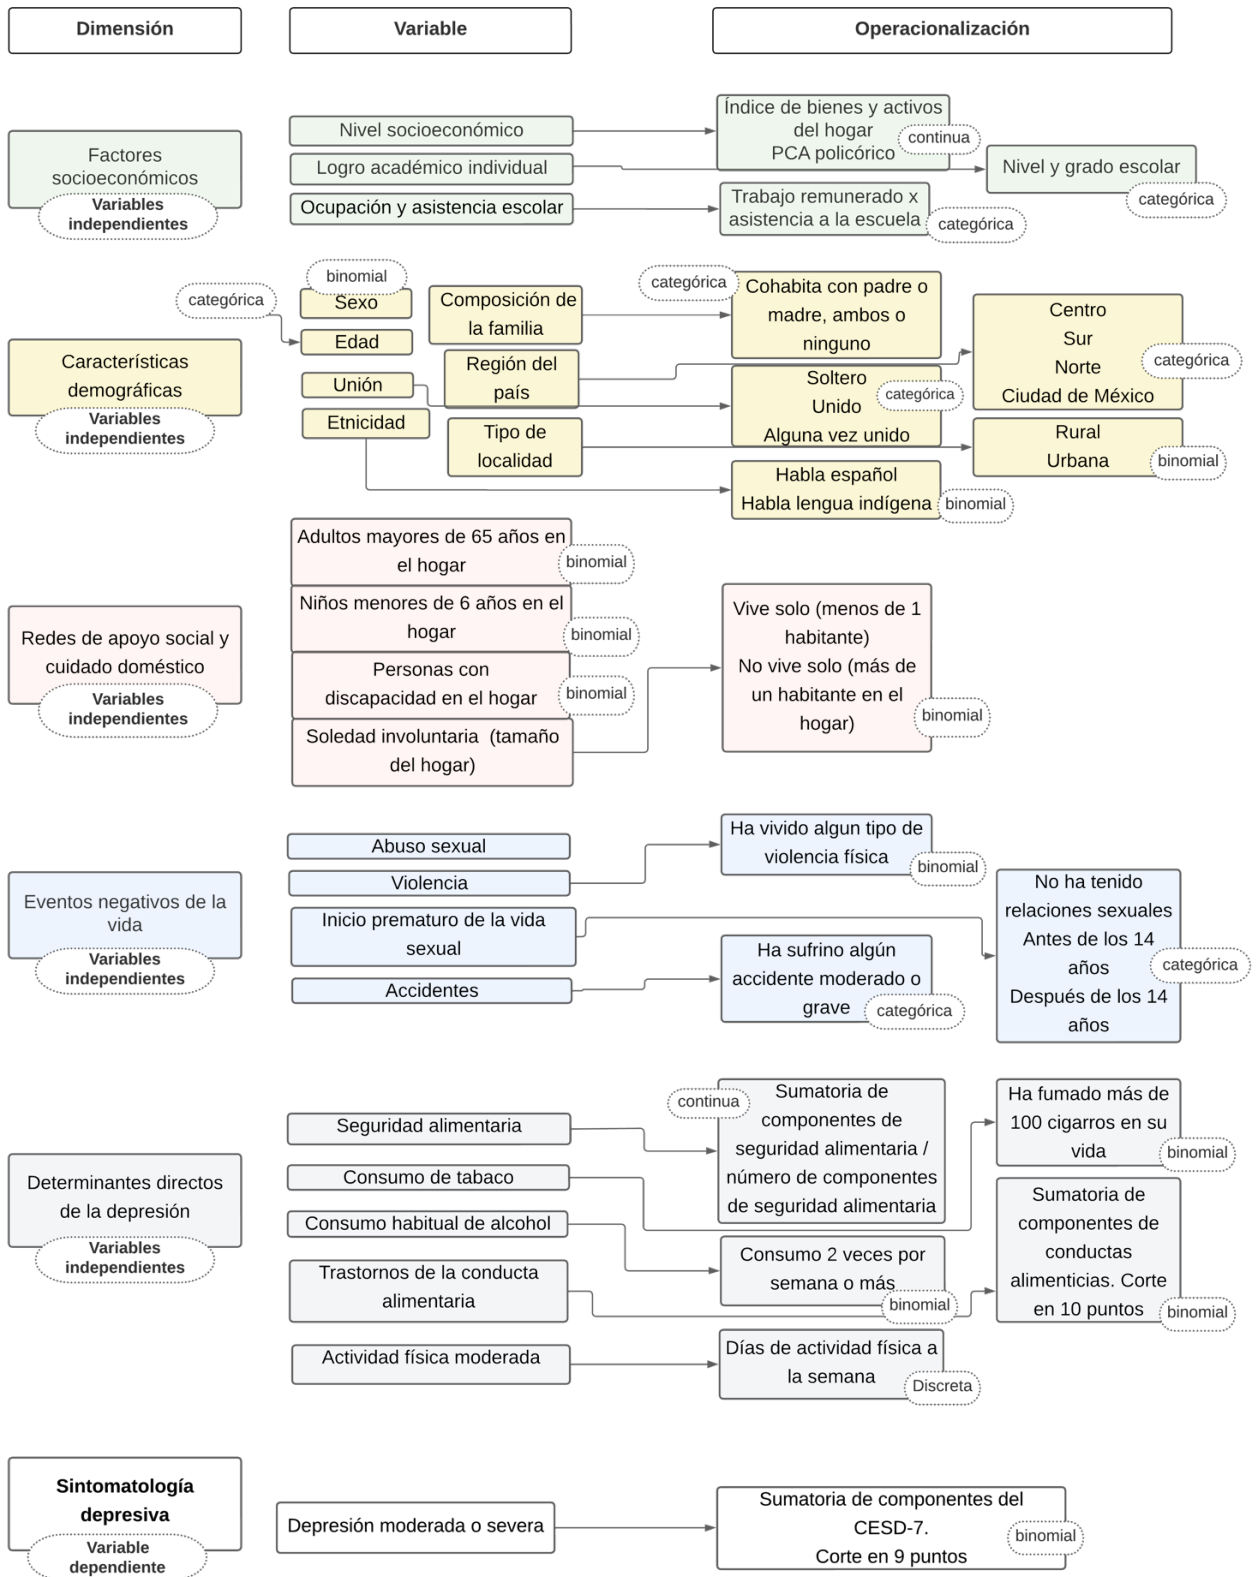 Dimensión
Variable
Operacionalización
Factores
socioeconómicos
Variables
independientes
Nivel socioeconómico
Logro académico individual
Ocupación y asistencia escolar
Índice de bienes y activos
del hogar
PCA policórico
continua
Nivel y grado escolar
categórica
Trabajo remunerado x
asistencia a la escuela
categórica
Característicias
demográficas
Variables
independientes
categórica
binomial
Sexo
Edad
Unión
Etnicidad
Composición de
la familia
Región del
país
Tipo de
localidad
categórica
Cohabita con padre o
madre, ambos o
ninguno
Soltero
Unido
Alguna vez unido
categórica
Habla español
Habla lengua indígena
binomial
Centro
Sur
Norte
Ciudad de México
categórica
Rural
Urbana
binomial
Redes de apoyo social y
cuidado doméstico
Variables
independientes
Adultos mayores de 65 años en
el hogar
binomial
Niños menores de 6 años en el
hogar
binomial
Personas con
discapacidad en el hogar
binomial
Soledad involuntaria (tamaño
del hogar)
Vive solo (menos de 1
habitante)
No vive solo (más de
un habitante en el
hogar)
binomial
Eventos negativos de la
vida
Variables
independientes
Abuso sexual
Violencia
Inicio prematuro de la vida
sexual
Accidentes
Ha vivido algun tipo de
violencia física
binomial
Ha sufrino algún
accidente moderado o
grave
categórica
No ha tenido
relaciones sexuales
Antes de los 14
años
Después de los 14
años
categórica
Determinantes directos
de la depresión
Variables
independientes
Seguridad alimentaria
Consumo de tabaco
Consumo habitual de alcohol
Trastornos de la conducta
alimentaria
Actividad física moderada
continua
Sumatoria de
componentes de
seguridad alimentaria /
número de componentes
de seguridad alimentaria
Consumo 2 veces por
semana o más
binomial
Días de actividad física a
la semana
Discreta
Ha fumado más de
100 cigarros en su
vida
binomial
Sumatoria de
componentes de
conductas
alimenticias. Corte
en 10 puntos
binomial
Sintomatología
depresiva
Variable
dependiente
Depresión moderada o severa
Sumatoria de componentes del
CESD-7.
Corte en 9 puntos
binomial